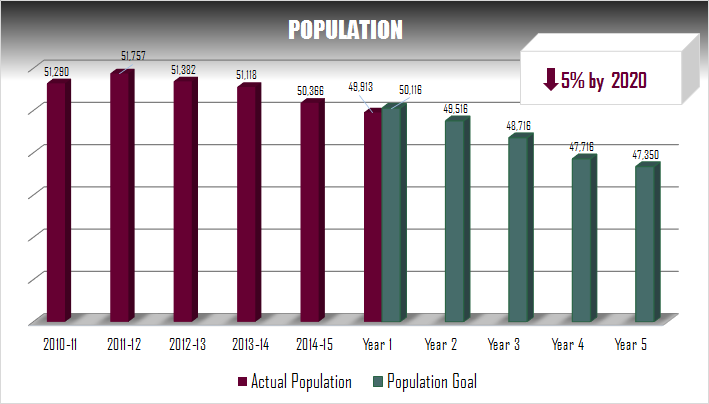 POPULATION
5% by 2020
51,290
51,757
51,382
51,118
50,366
49,913
50,116
49,516
48,716
47,716
47,350
2010-11 2011-12 2012-13 2013-14 2014-15 Year 1 Year 2 Year 3 Year 4 Year 5
Actual Population Population Goal